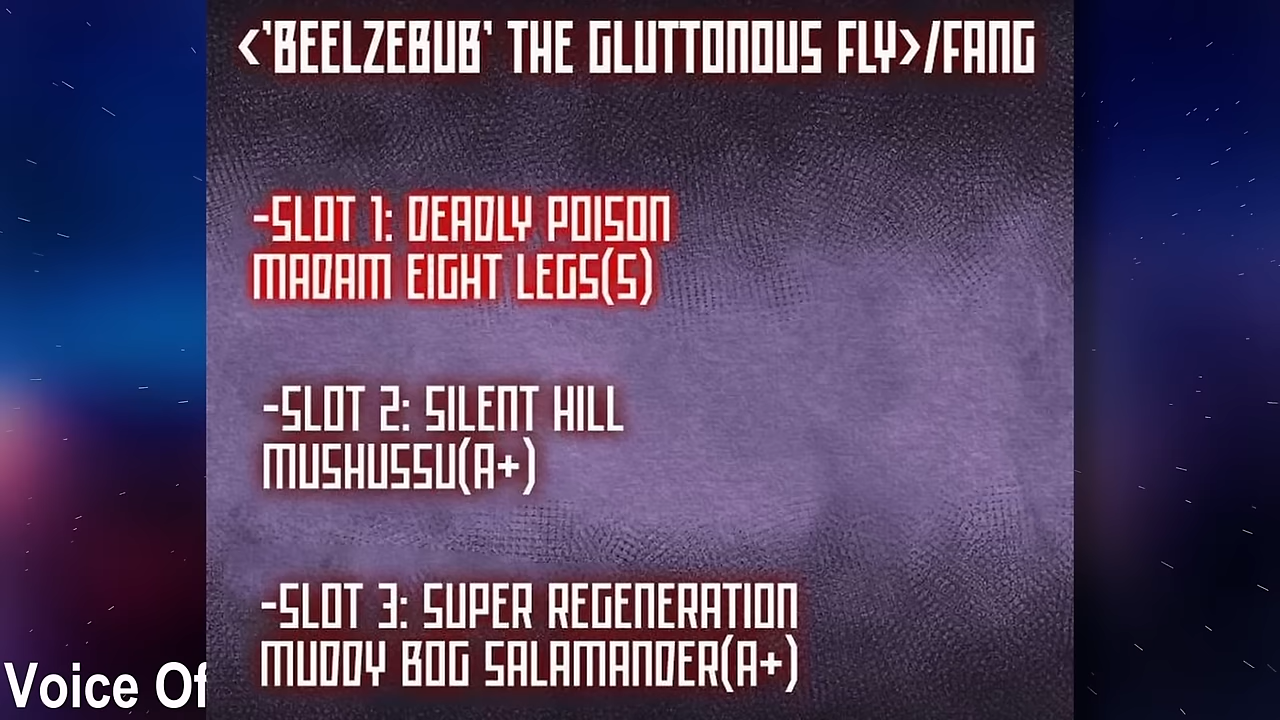 <'BEELZEBUB' THE GLUTTONOUS FLY>/FANG
-SLOT 1: DEADLY POISON
MADAM EIGHT LEGS(S)
-SLOT 2: SILENT HILL
MUSHUSSU(A+)
-SLOT 3: SUPER REGENERATION
MUDDY BOG SALAMANDER(A+)
Voice Of